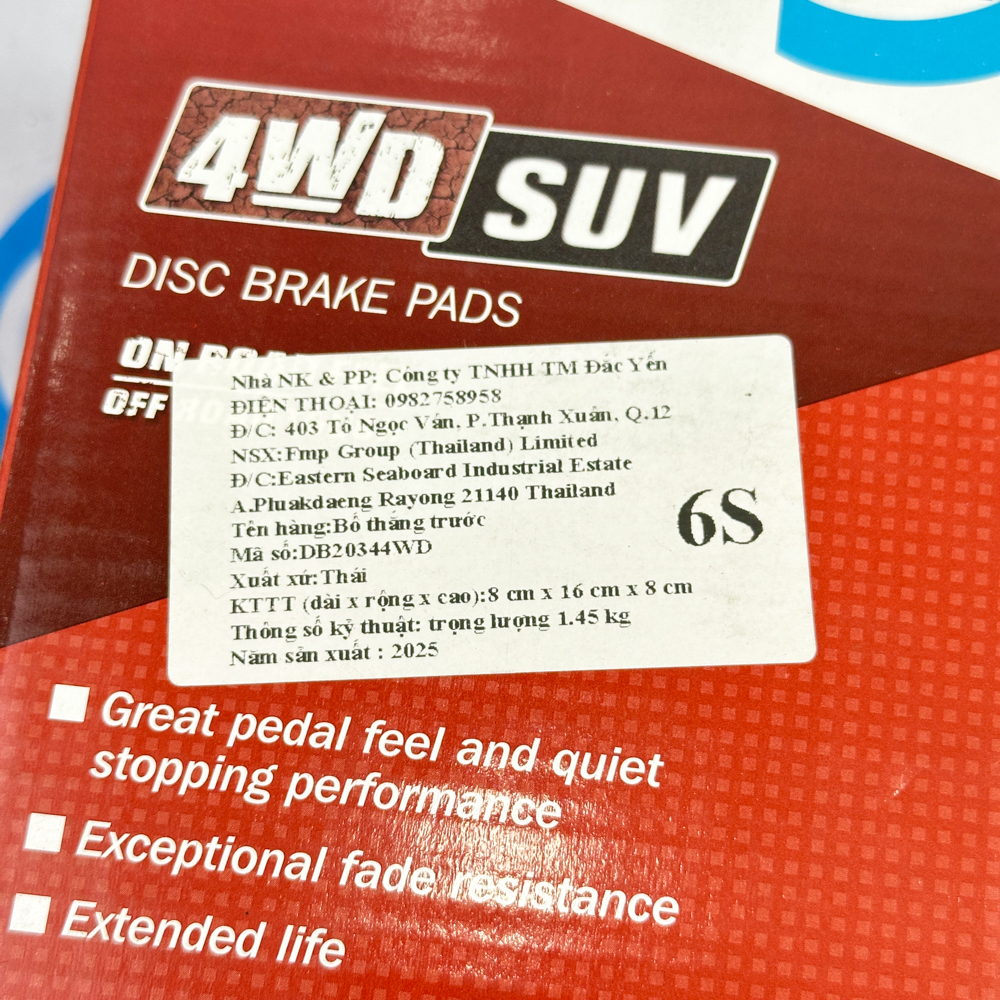 4WD SUV
DISC BRAKE PADS
ON
OFF
Nhà NK & PP: Công ty TNHH TM Đắc Yến
ĐIỆN THOẠI: 0982758958
Đ/C: 403 Tô Ngọc Vân, P.Thạnh Xuân, Q.12
NSX:Fmp Group (Thailand) Limited
Đ/C:Eastern Seaboard Industrial Estate
A.Pluakdaeng Rayong 21140 Thailand
Tên hàng:Bố thắng trước
Mã số:DB20344WD
6S
Xuất xứ:Thái
KTTT (dài x rộng x cao):8 cm x 16 cm x 8 cm
Thông số kỹ thuật: trọng lượng 1.45 kg
Năm sản xuất : 2025
Great pedal feel and quiet
stopping performance
Exceptional fade resistance
Extended life